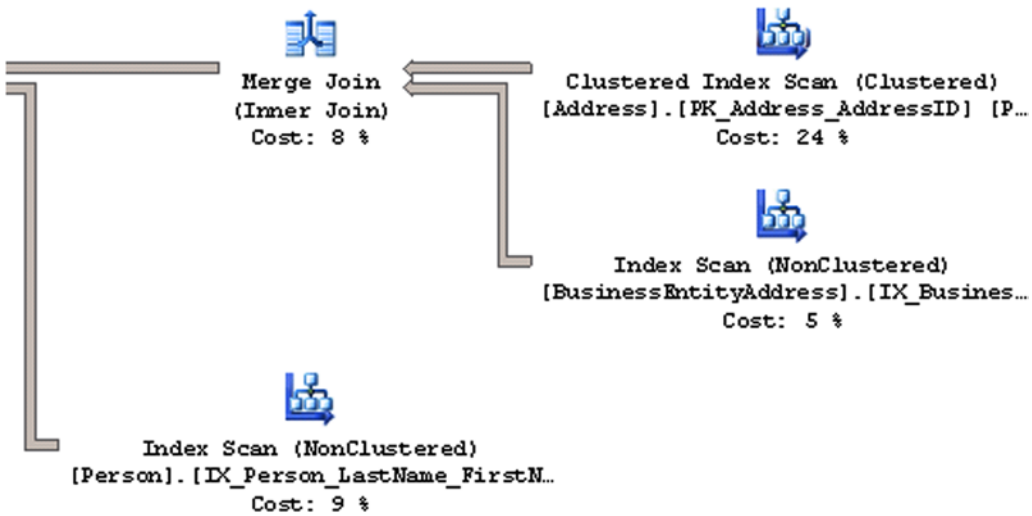 Merge Join
(Inner Join)
Cost: 8 %
Clustered Index Scan (Clustered)
[Address].[PK_Address_AddressID] [P…
Cost: 24 %
Index Scan (NonClustered)
[BusinessEntityAddress].[IX_Busines…
Cost: 5 %
Index Scan (NonClustered)
[Person].[IX_Person_LastName_FirstN…
Cost: 9 %